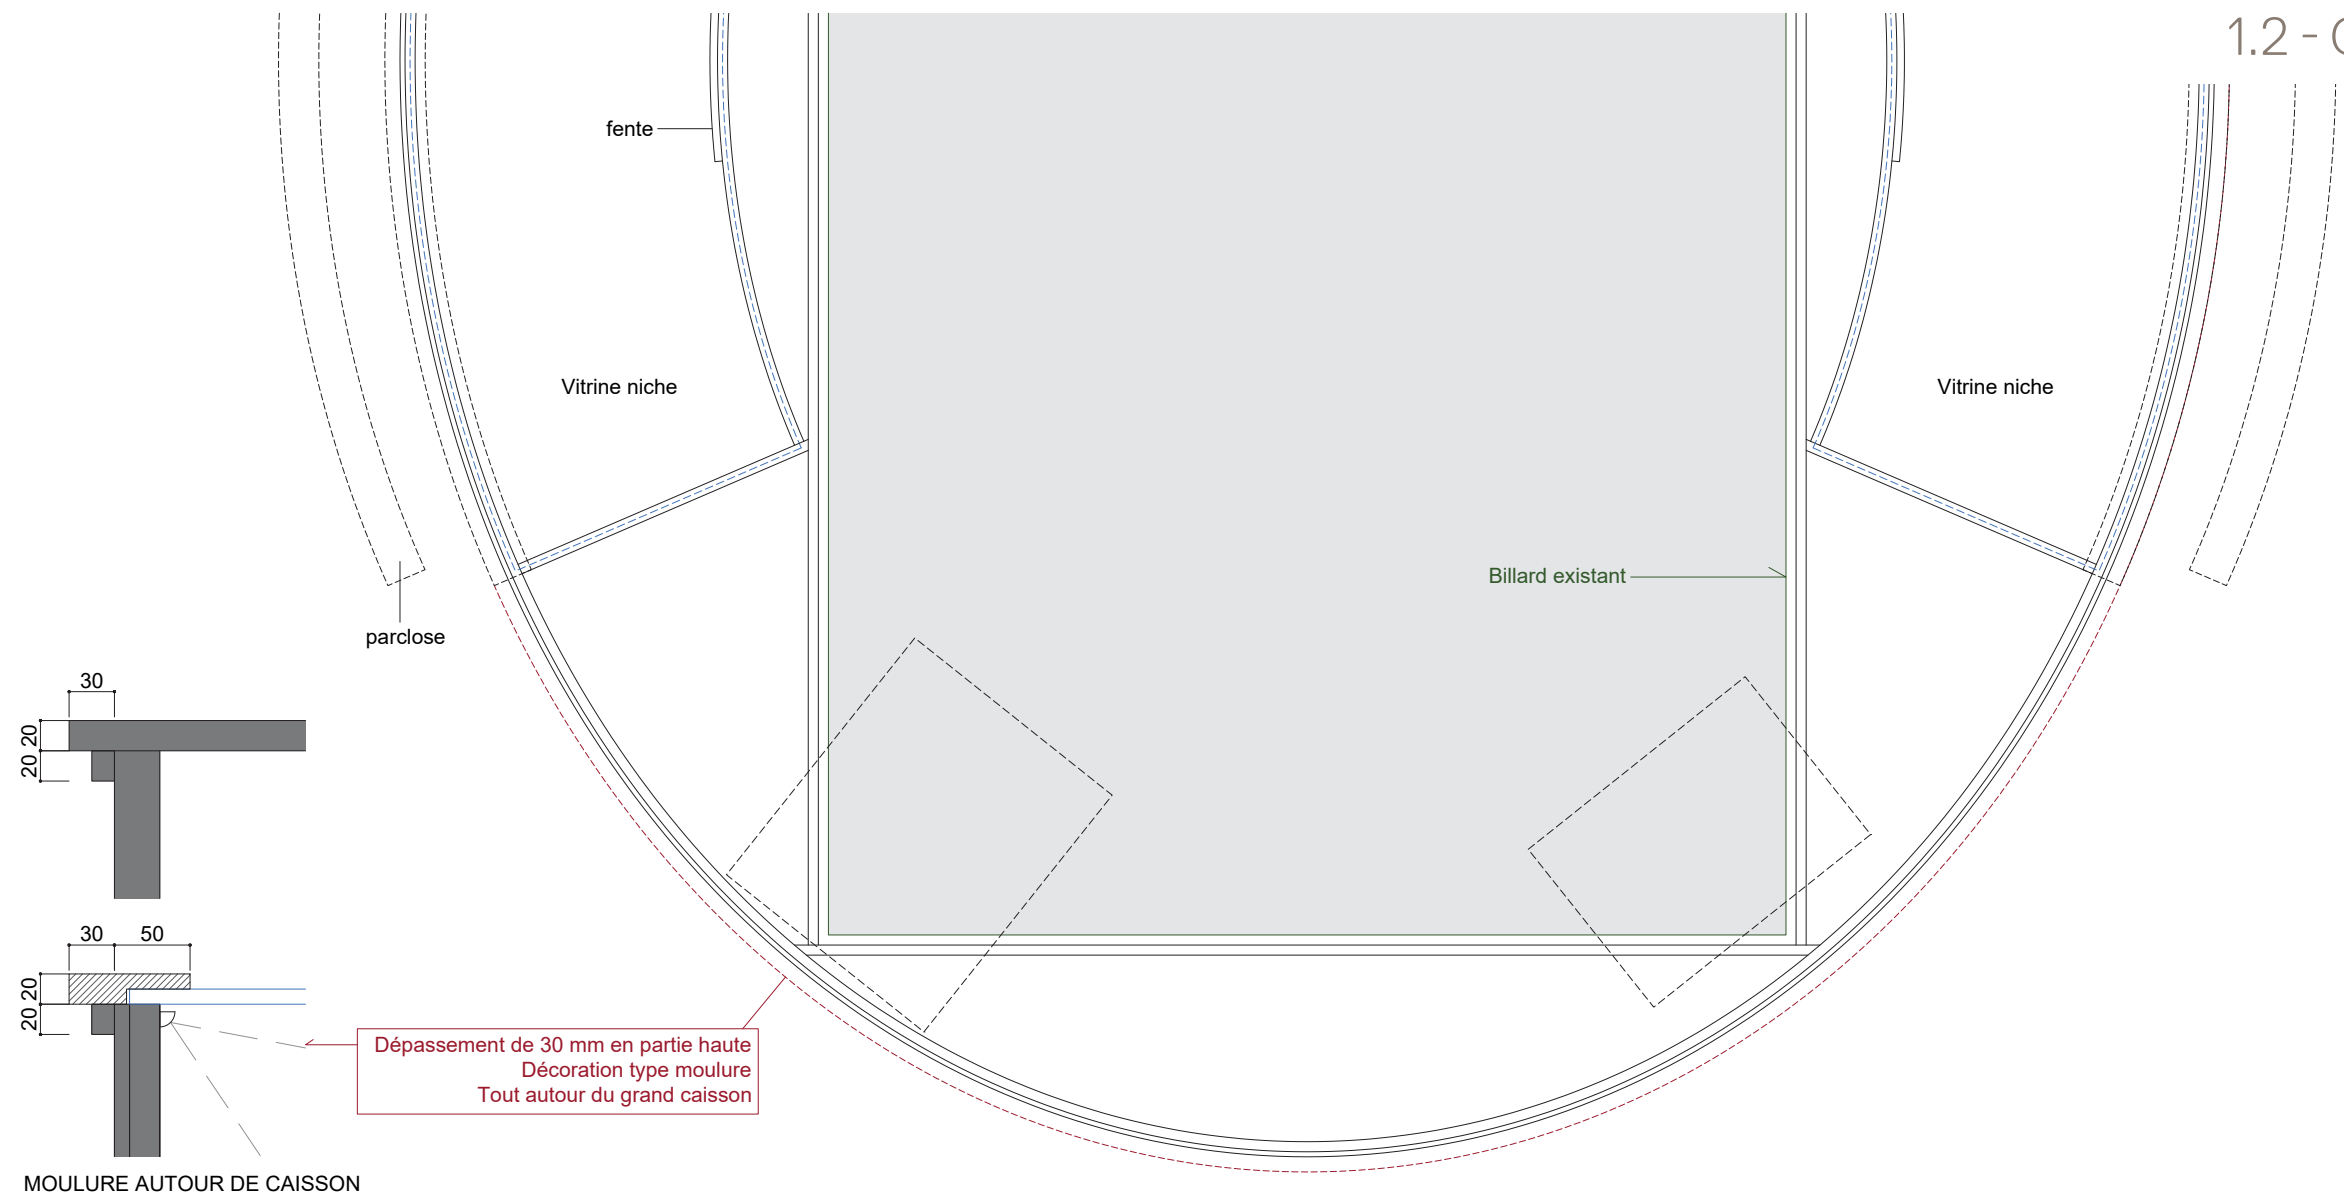 1.2 -
fente
Vitrine niche
Vitrine niche
Billard existant
parclose
30
20
20
30
50
20
20
Dépassement de 30 mm en partie haute
Décoration type moulure
Tout autour du grand caisson
MOULURE AUTOUR DE CAISSON